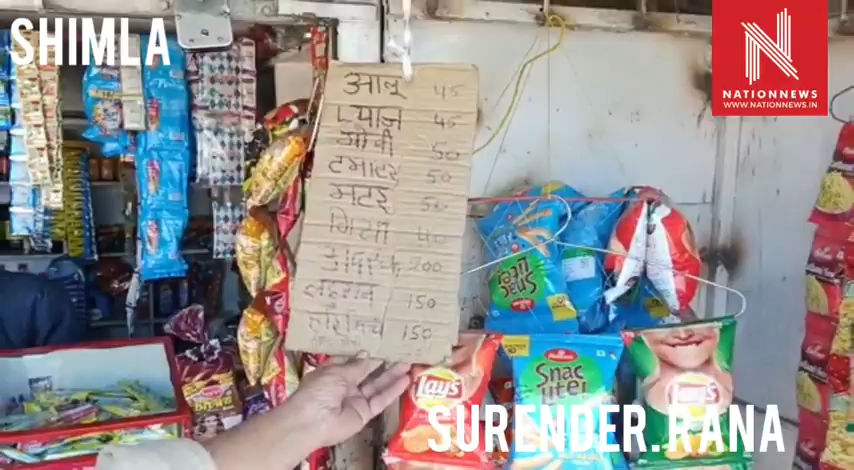 SHIMLA
NATIONNEWS
WWW.NATIONNEWS.IN
आलू 45
प्याज 45
गोबी 50
टमाटर 50
मटर 50
घिया 40
अदरक 200
लहसुन 150
150
Lay's
Snac Lite!
Lay's
SURENDER.RANA